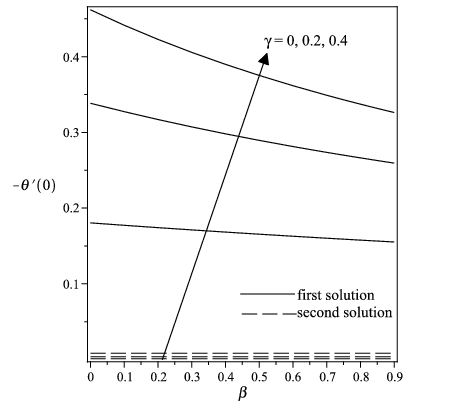 γ = 0, 0.2, 0.4
0.4
0.3
-θ′(0)
0.2
0.1
first solution
second solution
0 0.1 0.2 0.3 0.4 0.5 0.6 0.7 0.8 0.9
β